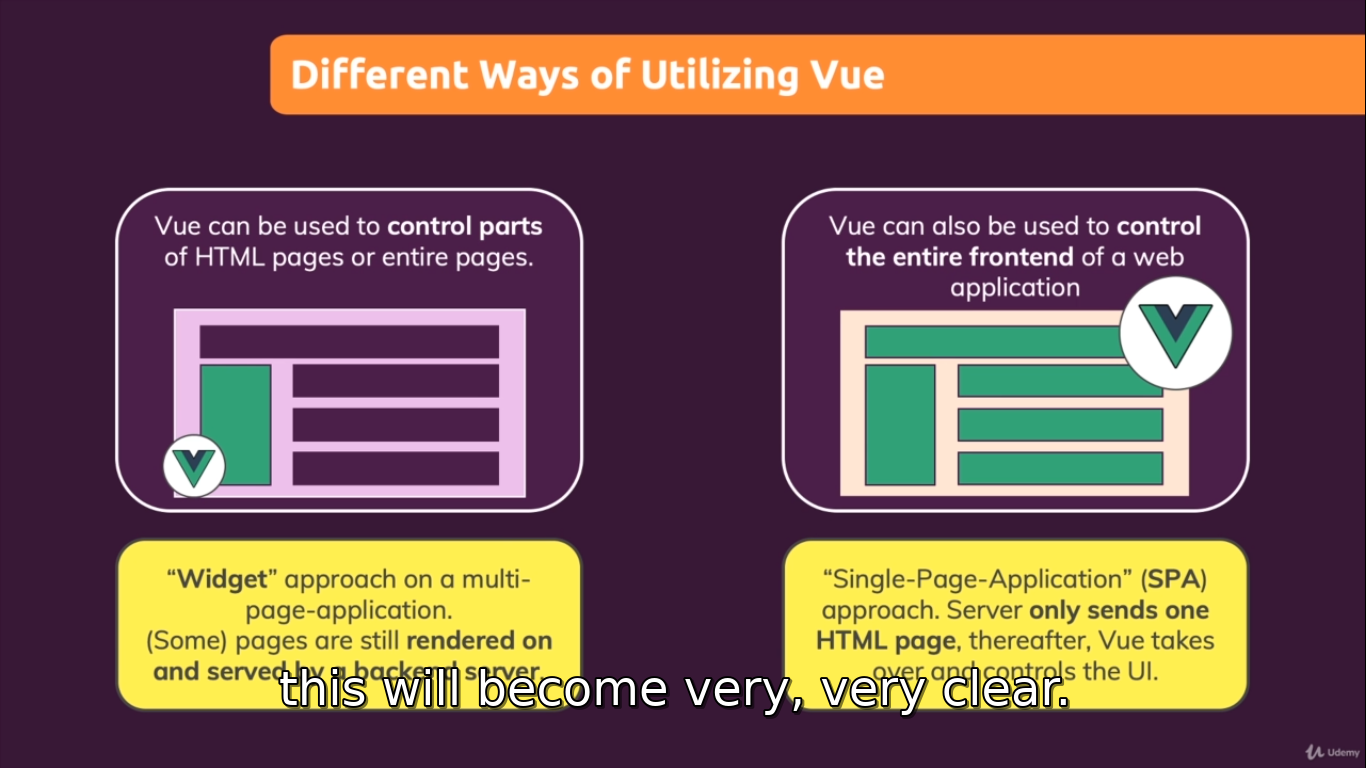 Different Ways of Utilizing Vue
Vue can be used to control parts
of HTML pages or entire pages.
Vue can also be used to control
the entire frontend of a web
application
“Widget” approach on a multi-
page-application.
(Some) pages are still rendered on
and served by a backend server.
“Single-Page-Application” (SPA)
approach. Server only sends one
HTML page, thereafter, Vue takes
over and controls the UI.
this will become very, very clear.
Udemy